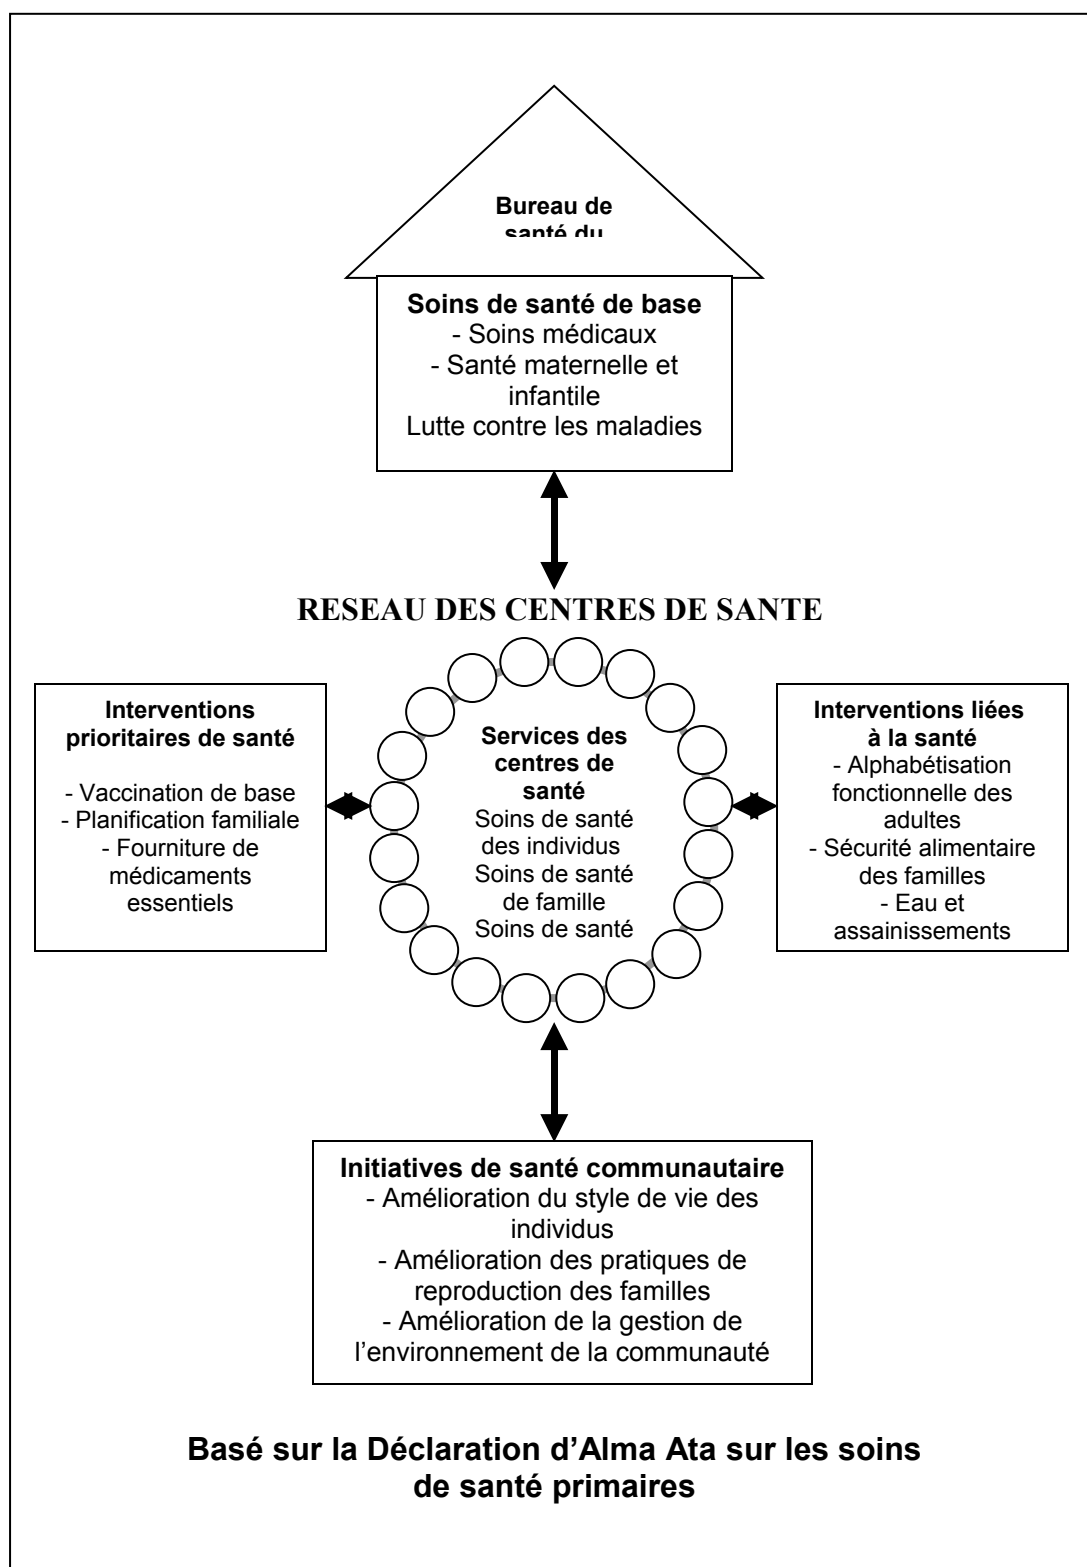 Bureau de
santé du
Soins de santé de base
- Soins médicaux
- Santé maternelle et
infantile
Lutte contre les maladies
RESEAU DES CENTRES DE SANTE
Interventions
prioritaires de santé
- Vaccination de base
- Planification familiale
- Fourniture de
médicaments
essentiels
Services des
centres de
santé
Soins de santé
des individus
Soins de santé
de famille
Soins de santé
Interventions liées
à la santé
- Alphabétisation
fonctionnelle des
adultes
- Sécurité alimentaire
des familles
- Eau et
assainissements
Initiatives de santé communautaire
- Amélioration du style de vie des
individus
- Amélioration des pratiques de
reproduction des familles
- Amélioration de la gestion de
l’environnement de la communauté
Basé sur la Déclaration d’Alma Ata sur les soins
de santé primaires